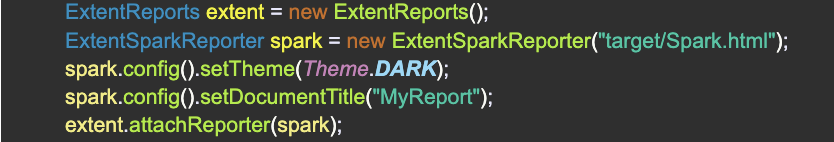 ExtentReports extent = new ExtentReports();
ExtentSparkReporter spark = new ExtentSparkReporter("target/Spark.html");
spark.config().setTheme(Theme.DARK);
spark.config().setDocumentTitle("MyReport");
extent.attachReporter(spark);